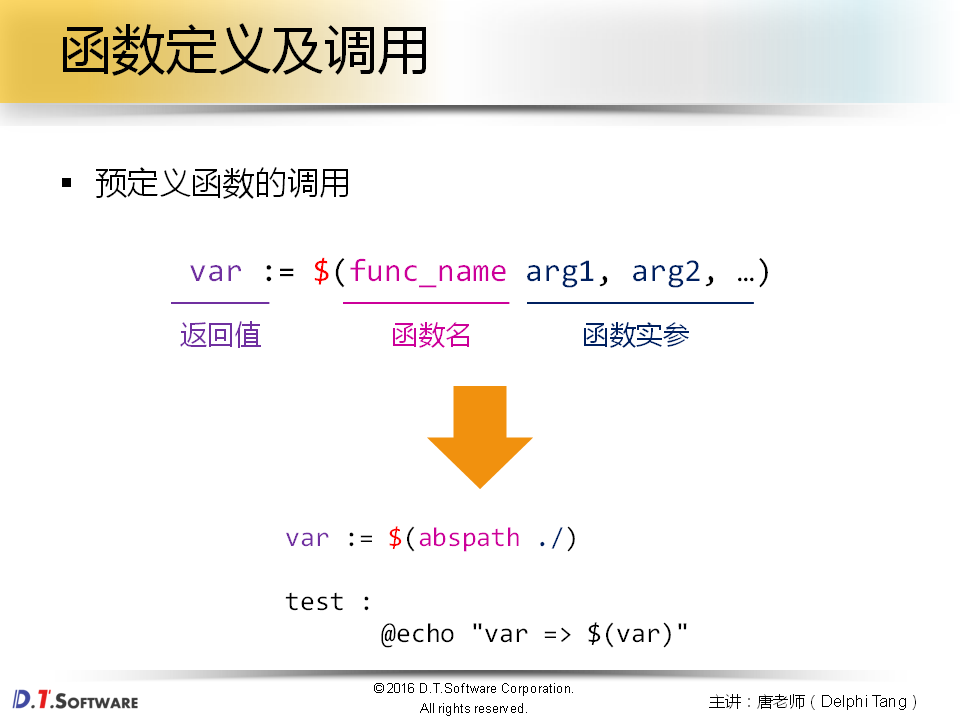 函数定义及调用
▪ 预定义函数的调用
var := $(func_name arg1, arg2, …)
返回值 函数名 函数实参
var := $(abspath ./)
test :
@echo "var => $(var)"
D.T.SOFTWARE
©2016 D.T.Software Corporation.
All rights reserved.
主讲：唐老师（Delphi Tang）